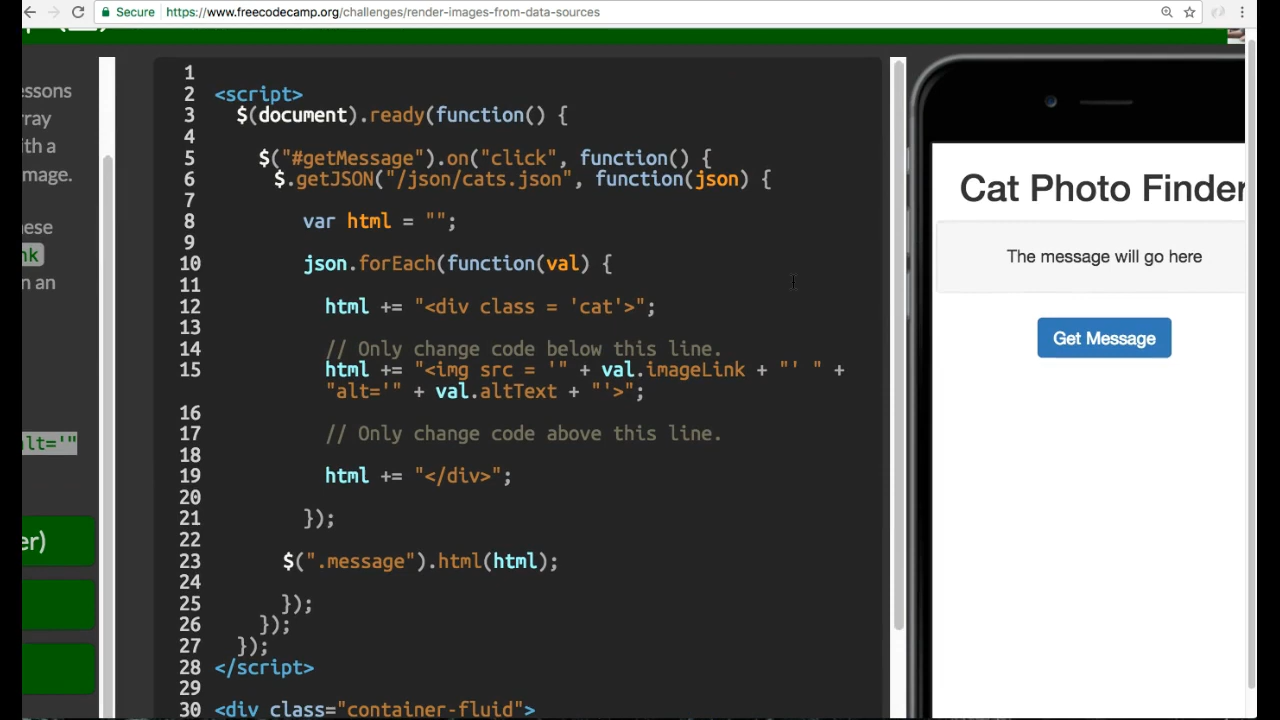 Secure https://www.freecodecamp.org/challenges/render-images-from-data-sources
essons
rray
ith a
mage.
ese
nk
n an
lt='"
er)
1
2 <script>
3 $(document).ready(function() {
4
5 $("#getMessage").on("click", function() {
6 $.getJSON("/json/cats.json", function(json) {
7
8 var html = "";
9
10 json.forEach(function(val) {
11
12 html += "<div class = 'cat'>";
13
14 // Only change code below this line.
15 html += "<img src = '" + val.imageLink + "' " +
"alt='" + val.altText + "'>";
16
17 // Only change code above this line.
18
19 html += "</div>";
20
21 });
22
23 $(".message").html(html);
24
25 });
26 });
27 });
28 </script>
29
30 <div class="container-fluid">
Cat Photo Finder
The message will go here
Get Message